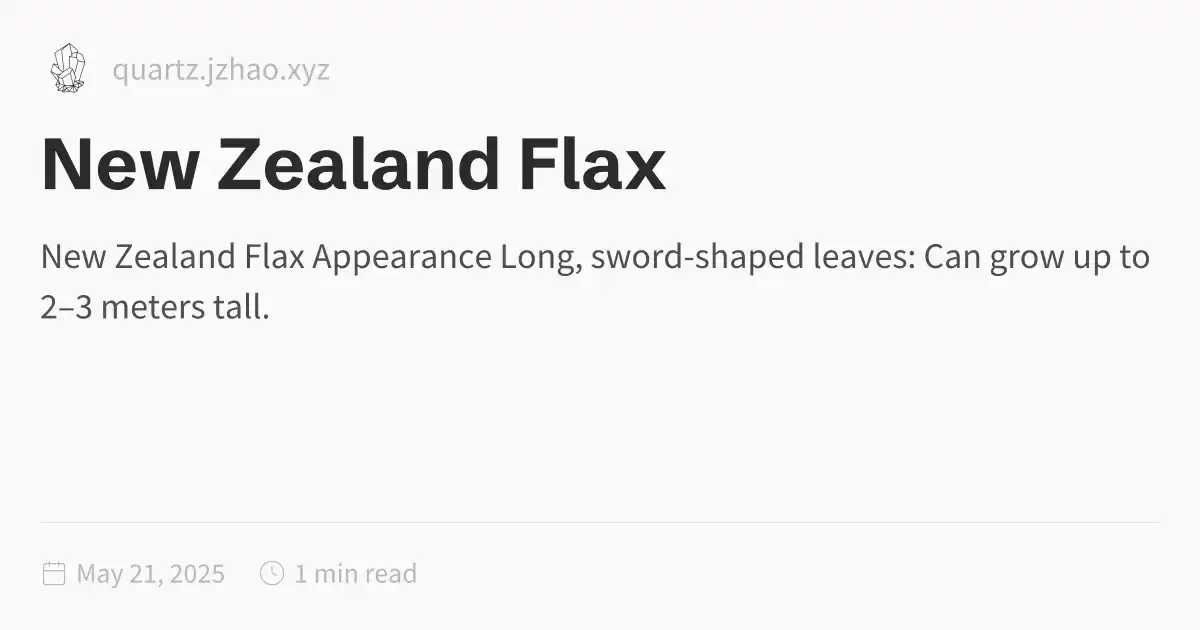 quartz.jzhao.xyz
New Zealand Flax
New Zealand Flax Appearance Long, sword-shaped leaves: Can grow up to
2–3 meters tall.
May 21, 2025 1 min read